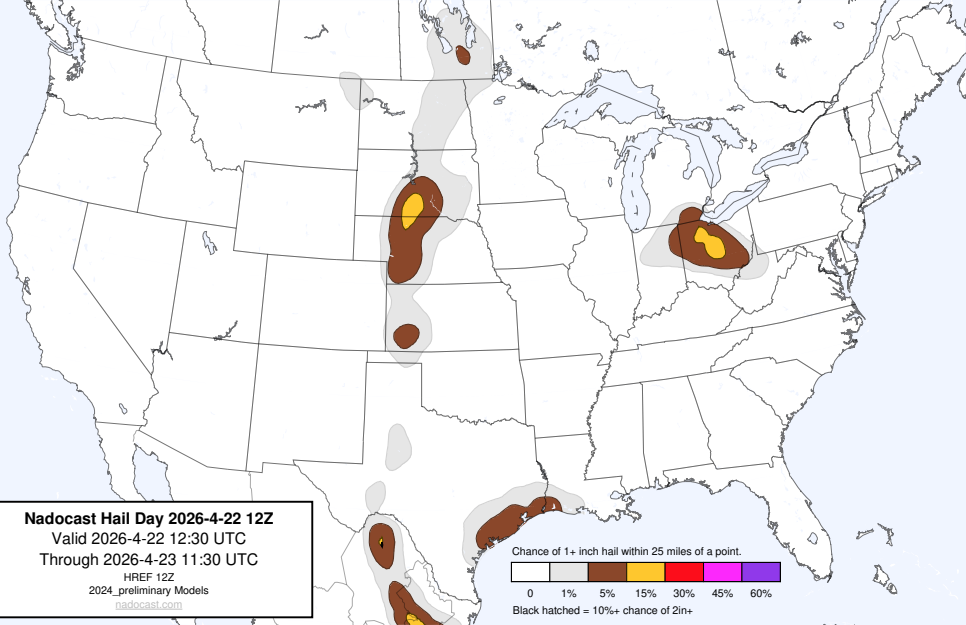 Nadocast Hail Day 2026-4-22 12Z
Valid 2026-4-22 12:30 UTC
Through 2026-4-23 11:30 UTC
HREF 12Z
2024_preliminary Models
nadocast.com
Chance of 1+ inch hail within 25 miles of a point.
0 1% 5% 15% 30% 45% 60%
Black hatched = 10%+ chance of 2in+